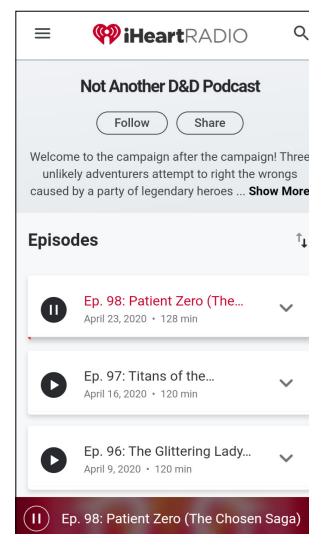 iHeartRADIO
Not Another D&D Podcast
Follow Share
Welcome to the campaign after the campaign! Three
unlikely adventurers attempt to right the wrongs
caused by a party of legendary heroes ... Show More
Episodes
Ep. 98: Patient Zero (The...
April 23, 2020 • 128 min
Ep. 97: Titans of the...
April 16, 2020 • 120 min
Ep. 96: The Glittering Lady...
April 9, 2020 • 120 min
Ep. 98: Patient Zero (The Chosen Saga)